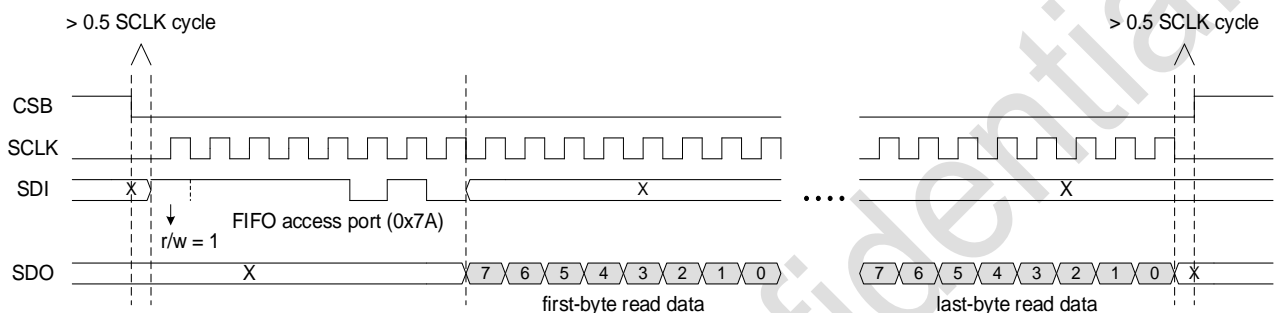 > 0.5 SCLK cycle > 0.5 SCLK cycle
CSB
SCLK
SDI X X X
FIFO access port (0x7A)
r/w = 1
SDO X 7 6 5 4 3 2 1 0 7 6 5 4 3 2 1 0 X
first-byte read data last-byte read data